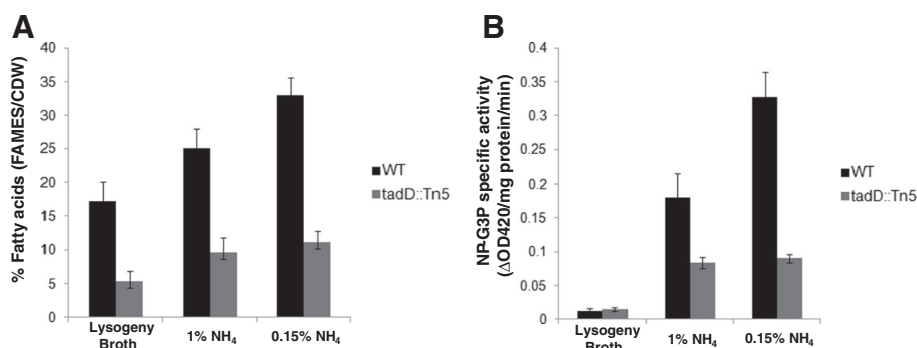 A
% Fatty acids (FAMES/CDW)
40
35
30
25
20
15
10
5
0
Lysogeny
Broth
1% NH4
0.15% NH4
WT
tadD::Tn5
B
NP-G3P specific activity
(ΔOD420/mg protein/min)
0.4
0.35
0.3
0.25
0.2
0.15
0.1
0.05
0
Lysogeny
Broth
1% NH4
0.15% NH4
WT
tadD::Tn5